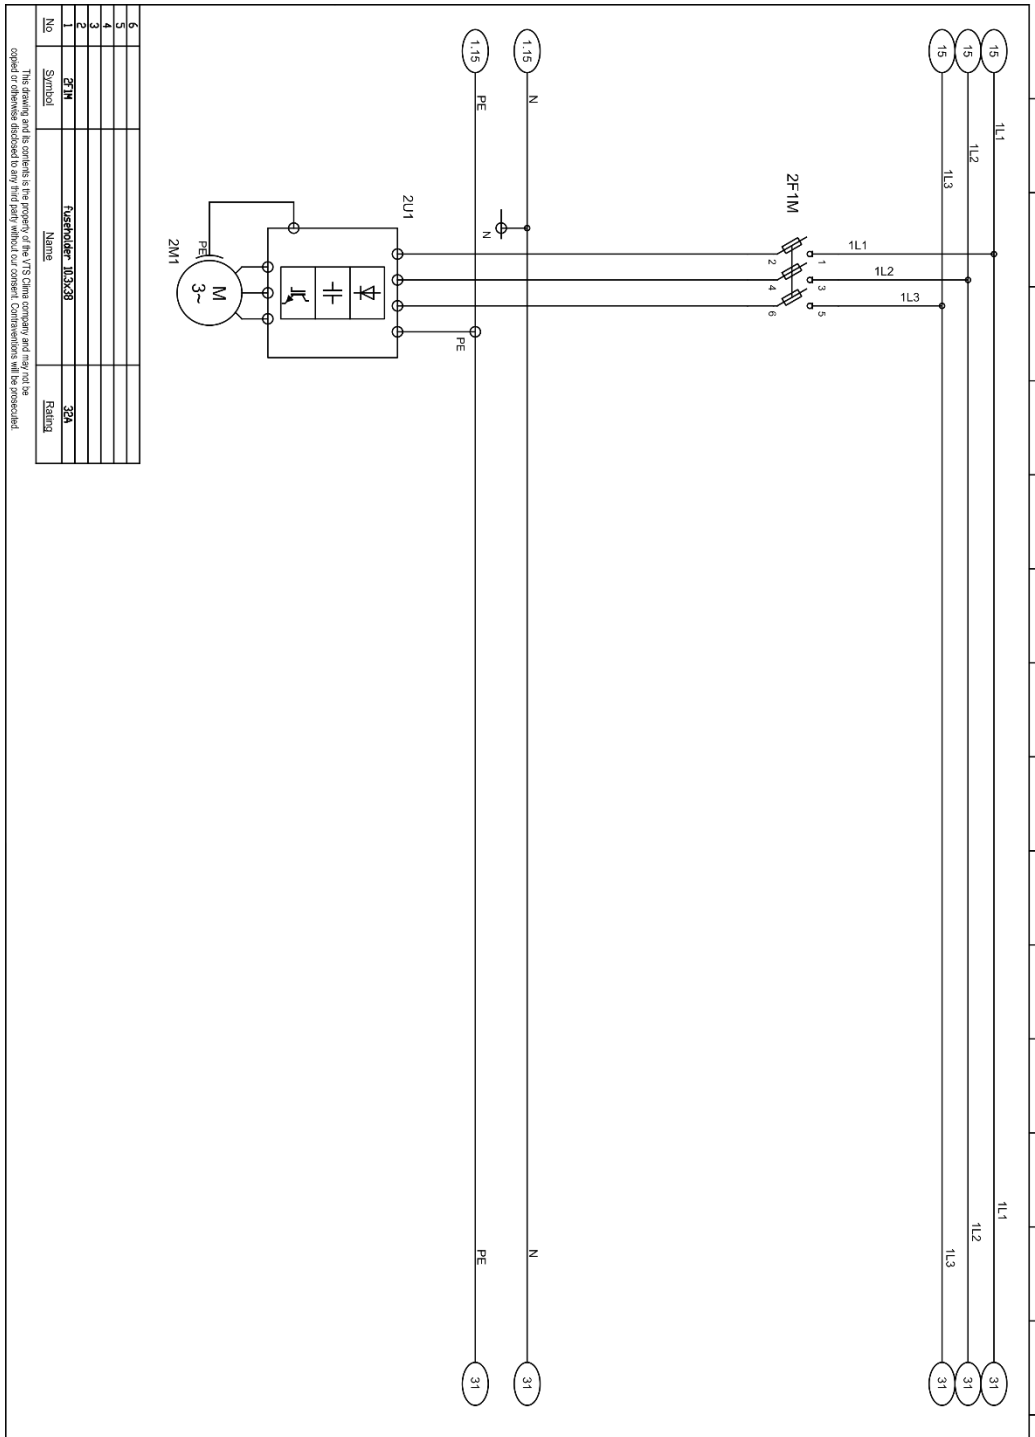 15 1L1 1L1 31
15 1L2 1L2 31
15 1L3 1L3 31
1L1 1L2 1L3
1 3 5
2F1M
2 4 6
1.15 N N 31
N
1.15 PE PE 31
PE
2U1
M
3~
PE
2M1
6
5
4
3
2
1 2F1M fuseholder 10.3x38 32A
No Symbol Name Rating
This drawing and its contents is the property of the VTS Clima company and may not be
copied or otherwise disclosed to any third party without our consent. Contraventions will be prosecuted.